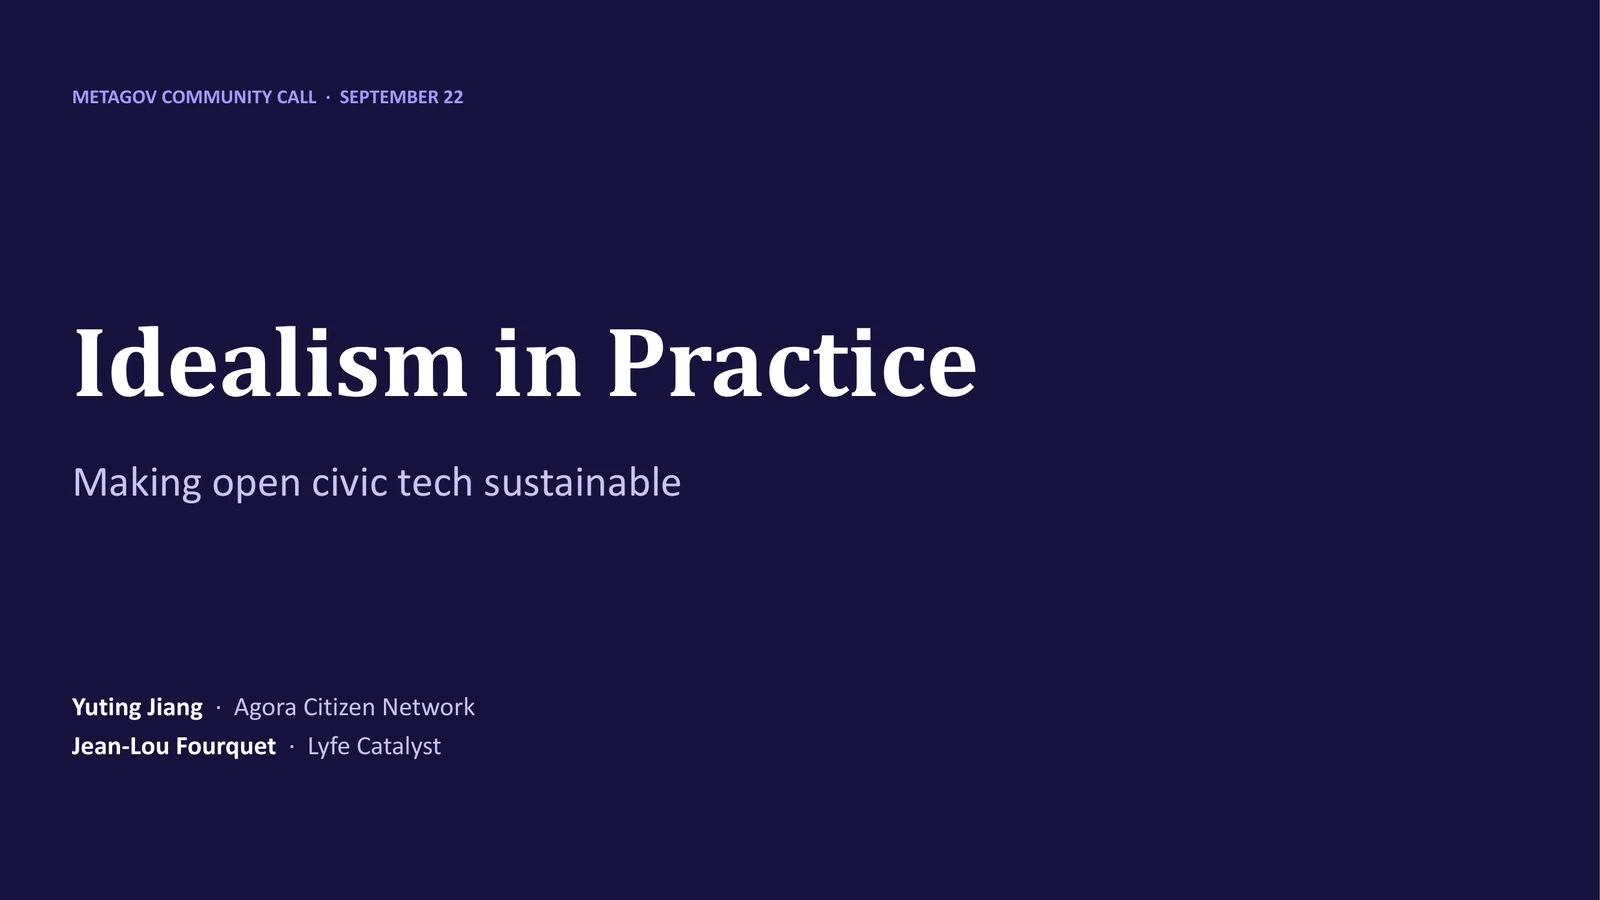 METAGOV COMMUNITY CALL · SEPTEMBER 22
Idealism in Practice
Making open civic tech sustainable
Yuting Jiang · Agora Citizen Network
Jean-Lou Fourquet · Lyfe Catalyst